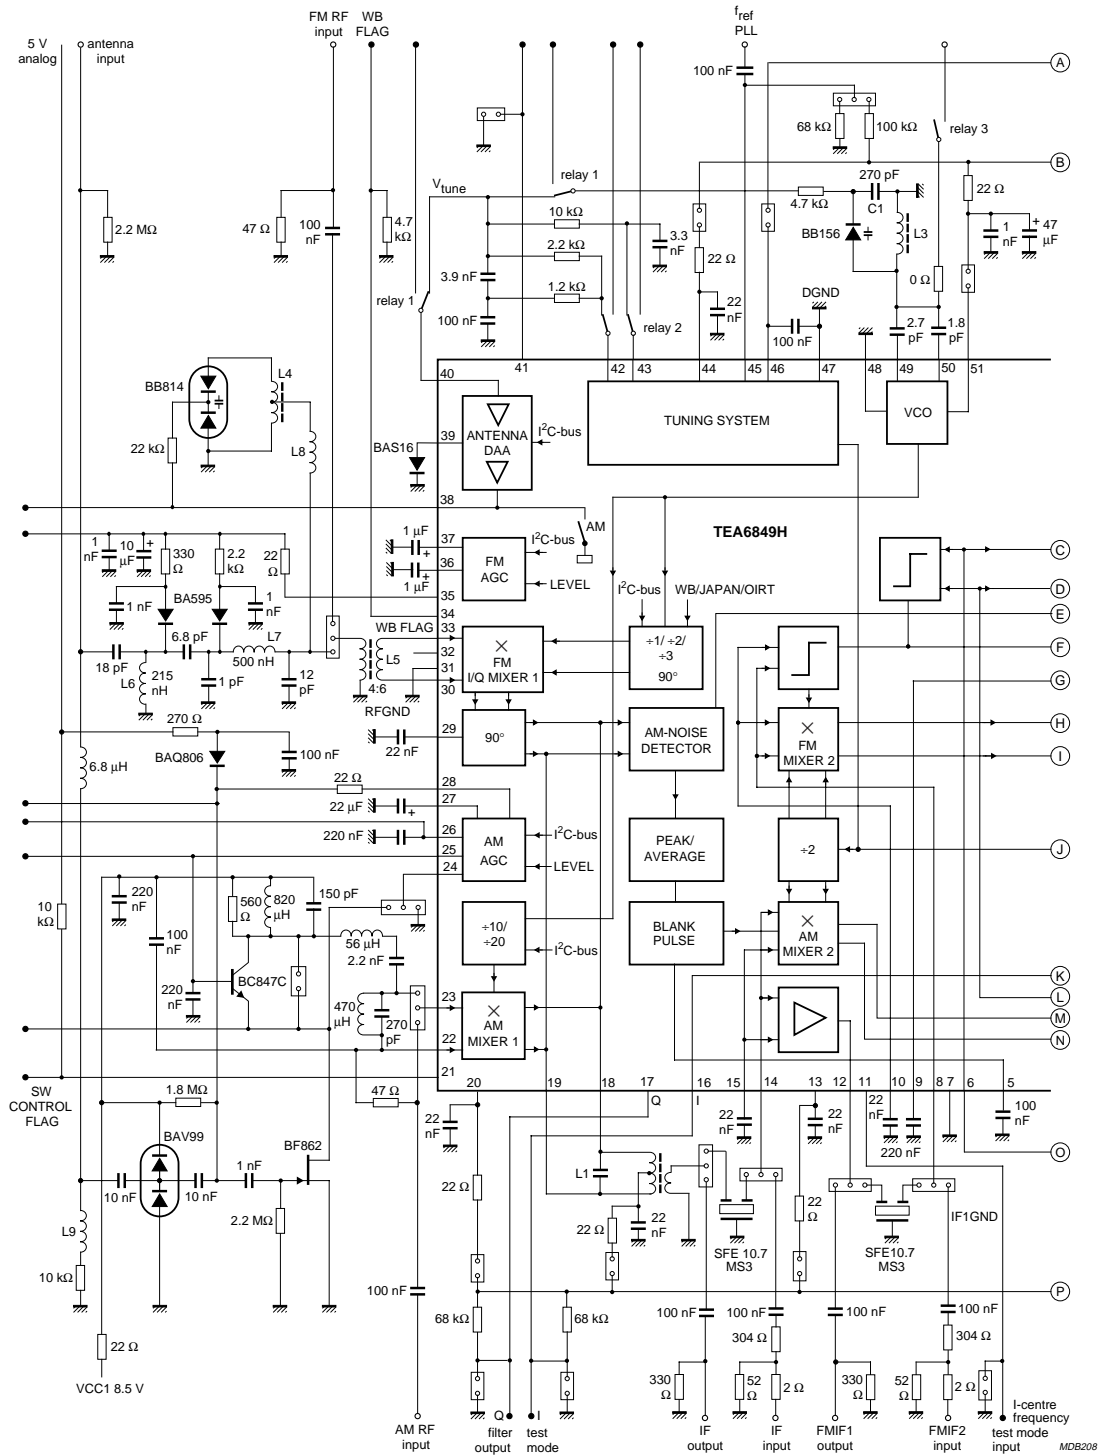 5 V
analog
antenna
input
FM RF
input
WB
FLAG
fref
PLL
100 nF
A
68 kΩ
100 kΩ
relay 3
B
2.2 MΩ
47 Ω
100
nF
4.7
kΩ
Vtune
relay 1
10 kΩ
2.2 kΩ
1.2 kΩ
3.3
nF
3.9 nF
100 nF
relay 1
relay 2
22 Ω
22
nF
4.7 kΩ
270 pF
C1
BB156
L3
22 Ω
1
nF
47
μF
0 Ω
DGND
100 nF
2.7
pF
1.8
pF
41
42
43
44
45
46
47
48
49
50
51
BB814
L4
L8
22 kΩ
40
39
38
BAS16
ANTENNA
DAA
I2C-bus
TUNING SYSTEM
VCO
AM
TEA6849H
1
nF
10
μF
330
Ω
2.2
kΩ
22
Ω
1 μF
1 μF
37
36
35
34
FM
AGC
I2C-bus
LEVEL
C
D
E
F
G
H
I
J
1 nF
BA595
1
nF
6.8 pF
L7
500 nH
18 pF
L6
215
nH
1 pF
12
pF
WB FLAG
L5
4:6
RFGND
33
32
31
30
29
×
FM
I/Q MIXER 1
I2C-bus
WB/JAPAN/OIRT
÷1/ ÷2/
÷3
90°
90°
AM-NOISE
DETECTOR
×
FM
MIXER 2
22 nF
270 Ω
BAQ806
100 nF
6.8 μH
22 Ω
22 μF
220 nF
28
27
26
25
24
AM
AGC
I2C-bus
LEVEL
PEAK/
AVERAGE
÷2
10
kΩ
220
nF
100
nF
560
Ω
820
μH
150 pF
56 μH
2.2 nF
BC847C
220
nF
470
μH
270
pF
÷10/
÷20
I2C-bus
BLANK
PULSE
×
AM
MIXER 2
23
22
21
×
AM
MIXER 1
K
L
M
N
SW
CONTROL
FLAG
1.8 MΩ
47 Ω
20
19
18
17
16
15
14
13
12
11
10
9
8
7
6
5
Q
I
22
nF
22
nF
22
nF
22
nF
220 nF
100
nF
O
BAV99
BF862
1 nF
10 nF
10 nF
2.2 MΩ
L9
10 kΩ
22 Ω
L1
22 Ω
22
nF
SFE 10.7
MS3
22
Ω
SFE10.7
MS3
IF1GND
P
100 nF
68 kΩ
68 kΩ
100 nF
100 nF
100 nF
100 nF
304 Ω
304 Ω
22 Ω
VCC1 8.5 V
330
Ω
52
Ω
2 Ω
330
Ω
52
Ω
2 Ω
AM RF
input
Q
filter
output
I
test
mode
IF
output
IF
input
FMIF1
output
FMIF2
input
I-centre
frequency
test mode
input
MDB208